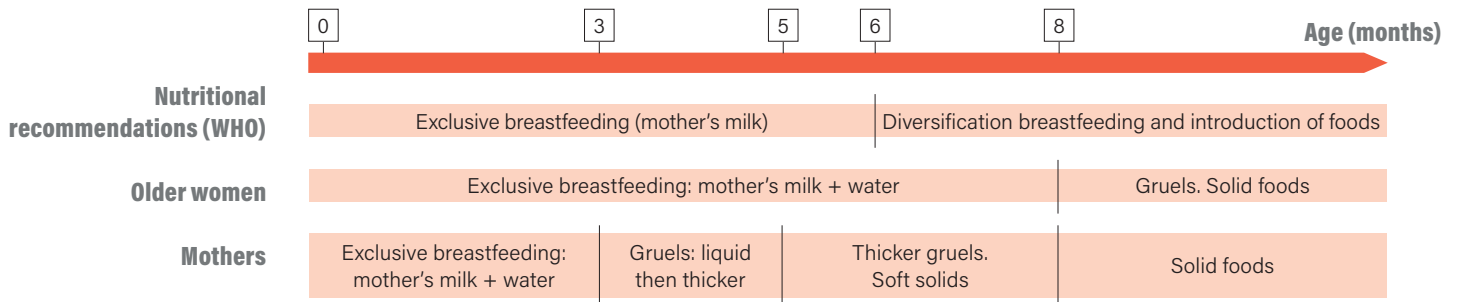 0 3 5 6 8 Age (months)
Nutritional
recommendations (WHO)
Exclusive breastfeeding (mother's milk) Diversification breastfeeding and introduction of foods
Older women Exclusive breastfeeding: mother's milk + water Gruels. Solid foods
Mothers
Exclusive breastfeeding:
mother's milk + water
Gruels: liquid
then thicker
Thicker gruels.
Soft solids
Solid foods